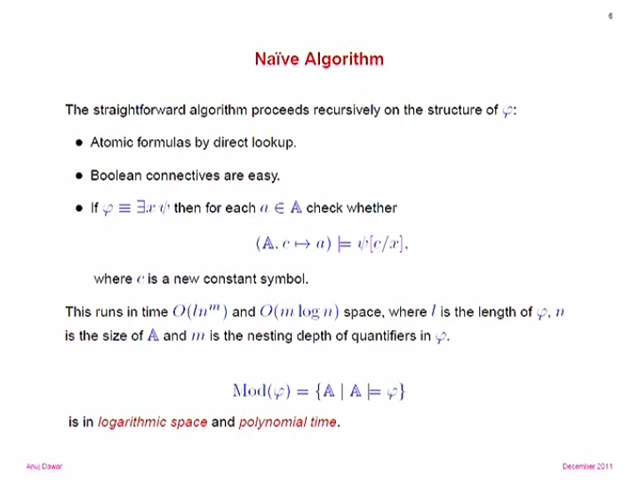 6
Naïve Algorithm
The straightforward algorithm proceeds recursively on the structure of φ:
• Atomic formulas by direct lookup.
• Boolean connectives are easy.
• If φ ≡ ∃x ψ then for each a ∈ 𝔸 check whether
(𝔸, c ↦ a) ⊨ ψ[c/x],
where c is a new constant symbol.
This runs in time O(lnᵐ) and O(m log n) space, where l is the length of φ, n
is the size of 𝔸 and m is the nesting depth of quantifiers in φ.
Mod(φ) = {𝔸 | 𝔸 ⊨ φ}
is in logarithmic space and polynomial time.
Anuj Dawar
December 2011